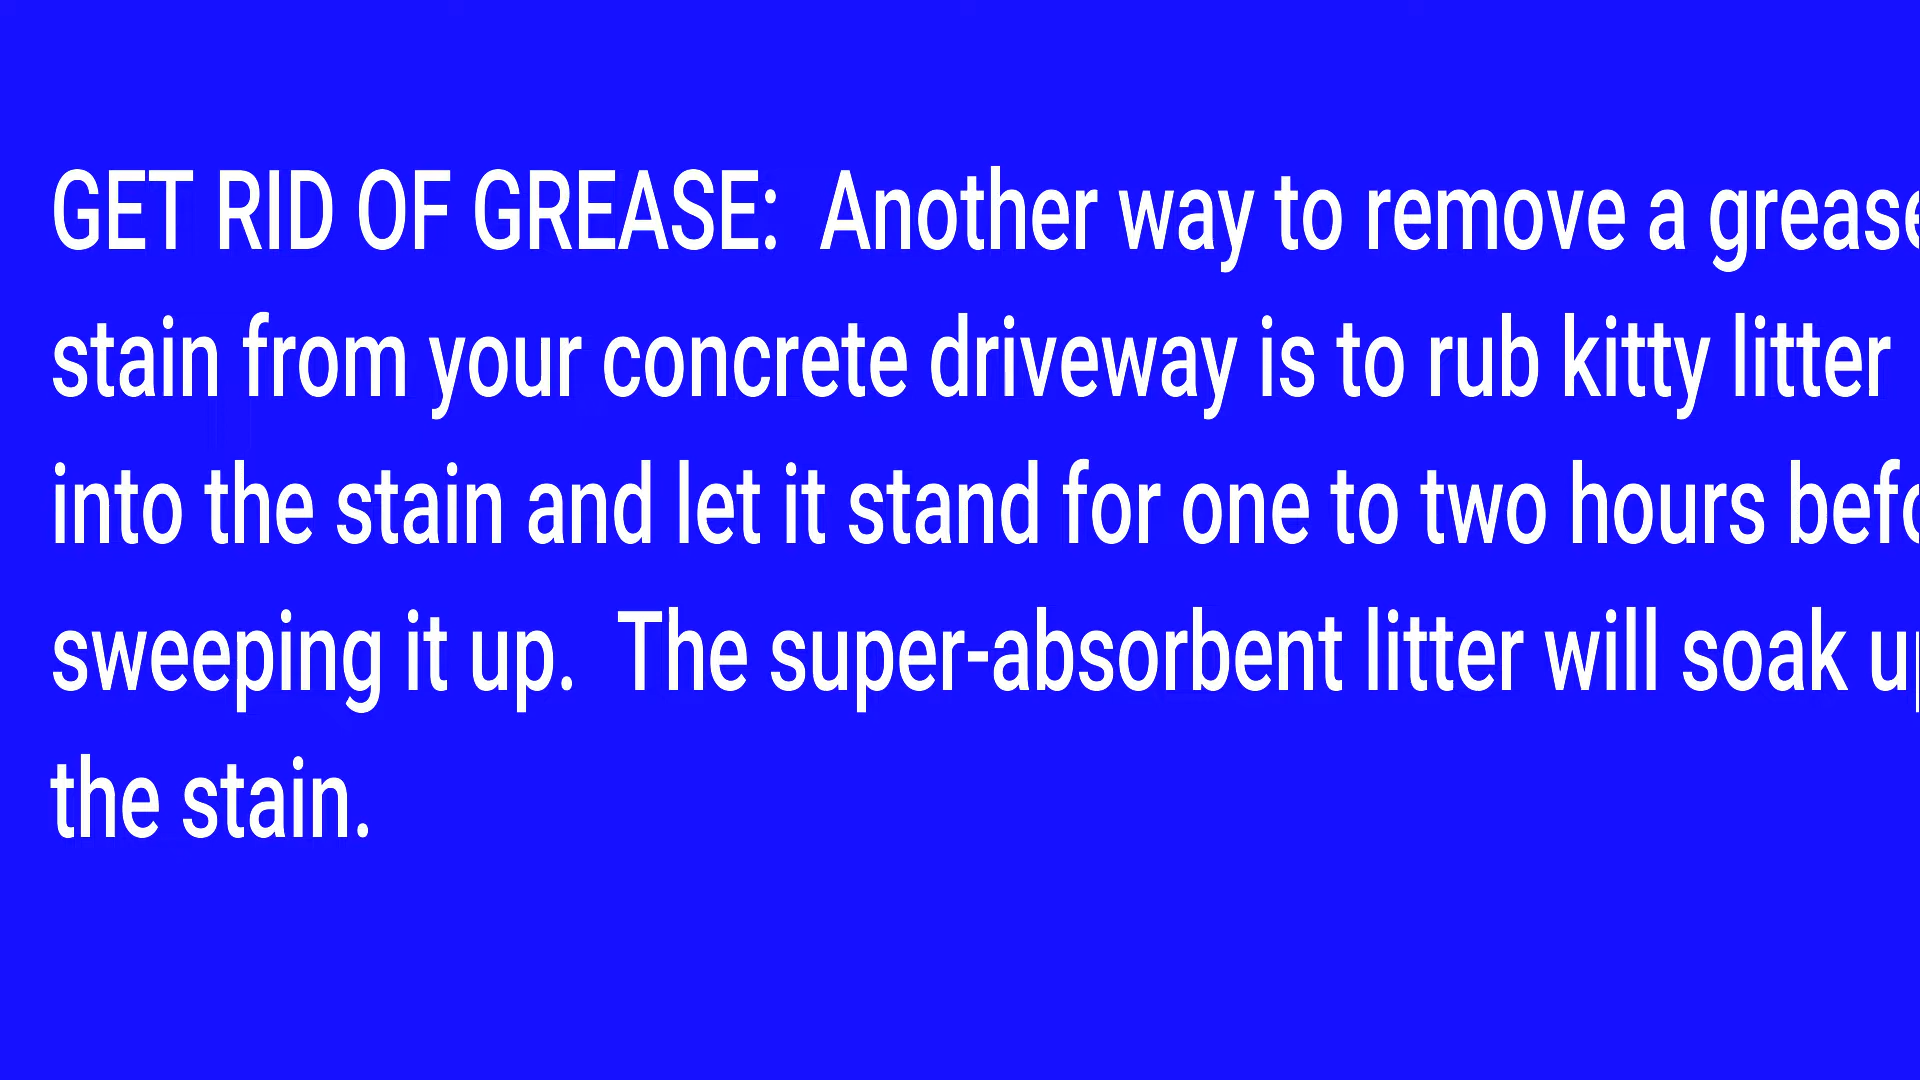 GET RID OF GREASE:  Another way to remove a grease
stain from your concrete driveway is to rub kitty litter
into the stain and let it stand for one to two hours befo
sweeping it up.  The super-absorbent litter will soak up
the stain.